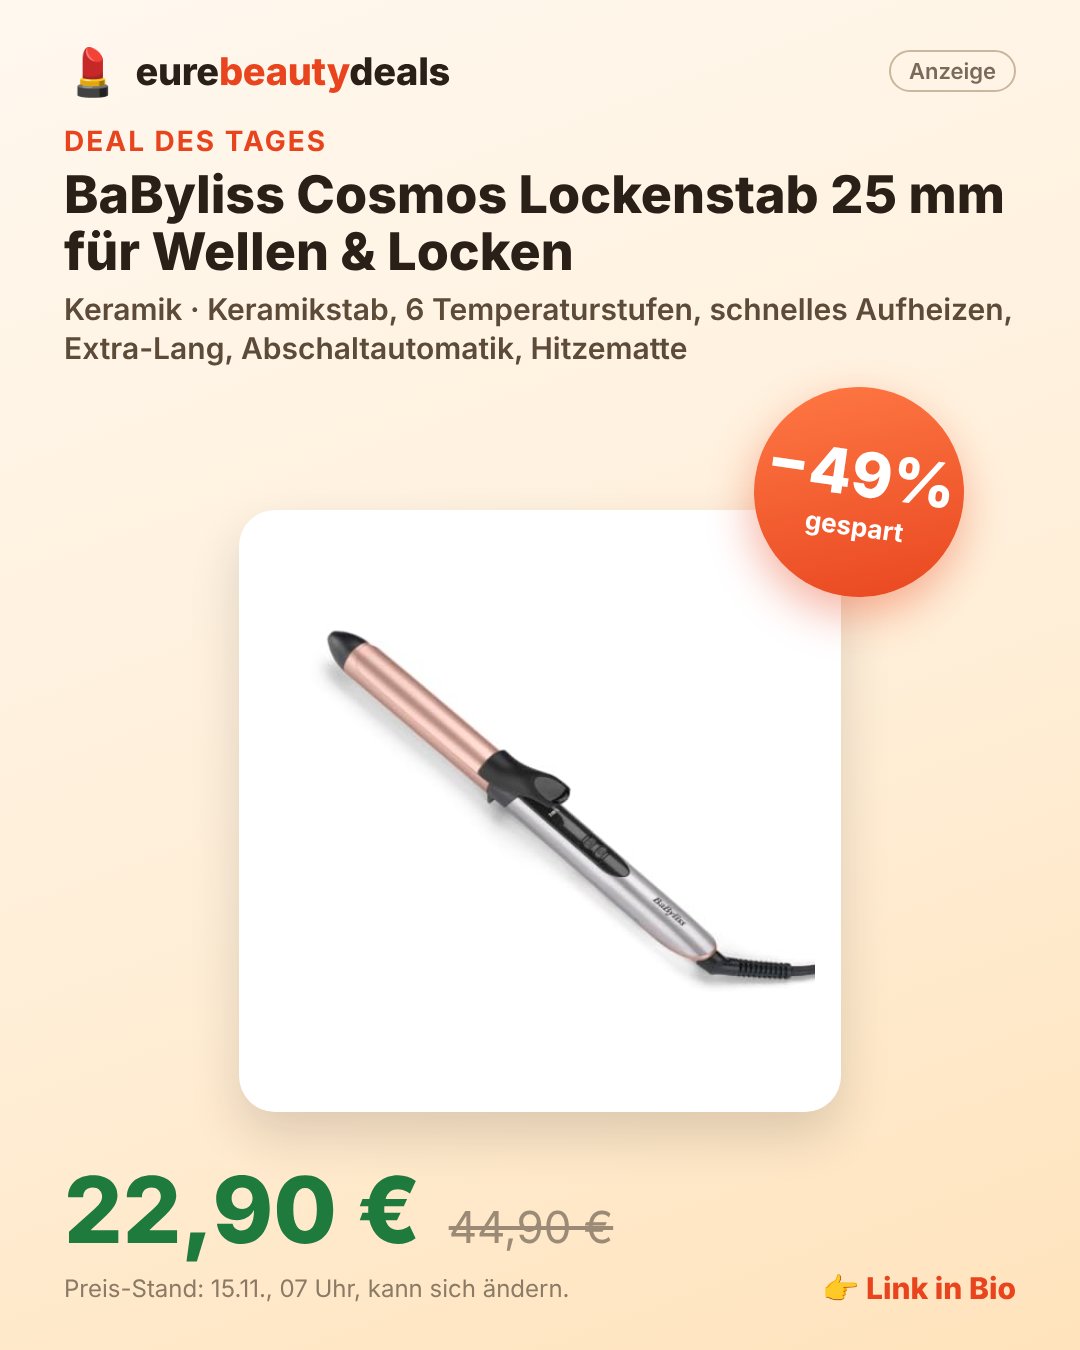 eurebeautydeals
Anzeige
DEAL DES TAGES
BaByliss Cosmos Lockenstab 25 mm
für Wellen & Locken
Keramik · Keramikstab, 6 Temperaturstufen, schnelles Aufheizen,
Extra-Lang, Abschaltautomatik, Hitzematte
−49%
gespart
BaByliss
22,90 € 44,90 €
Preis-Stand: 15.11., 07 Uhr, kann sich ändern.
👉 Link in Bio